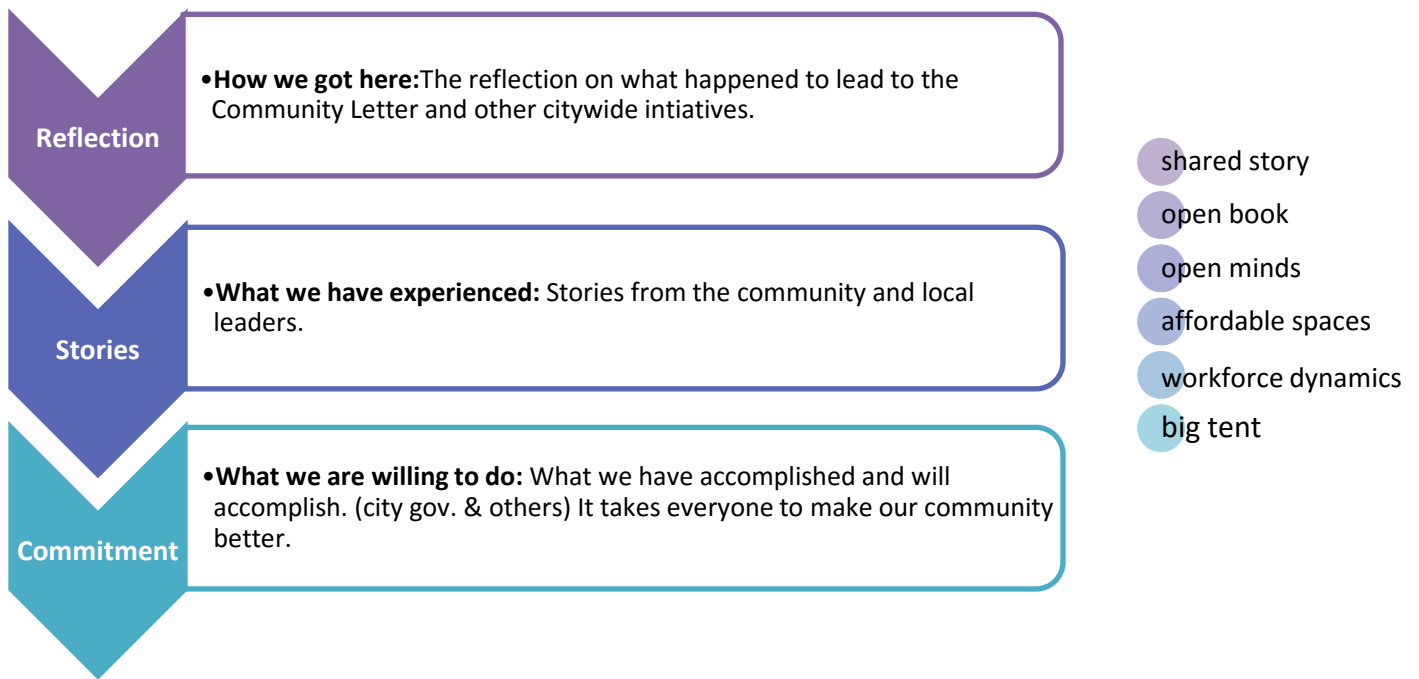 Reflection
•How we got here:The reflection on what happened to lead to the
Community Letter and other citywide intiatives.
Stories
•What we have experienced: Stories from the community and local
leaders.
Commitment
•What we are willing to do: What we have accomplished and will
accomplish. (city gov. & others) It takes everyone to make our community
better.
shared story
open book
open minds
affordable spaces
workforce dynamics
big tent